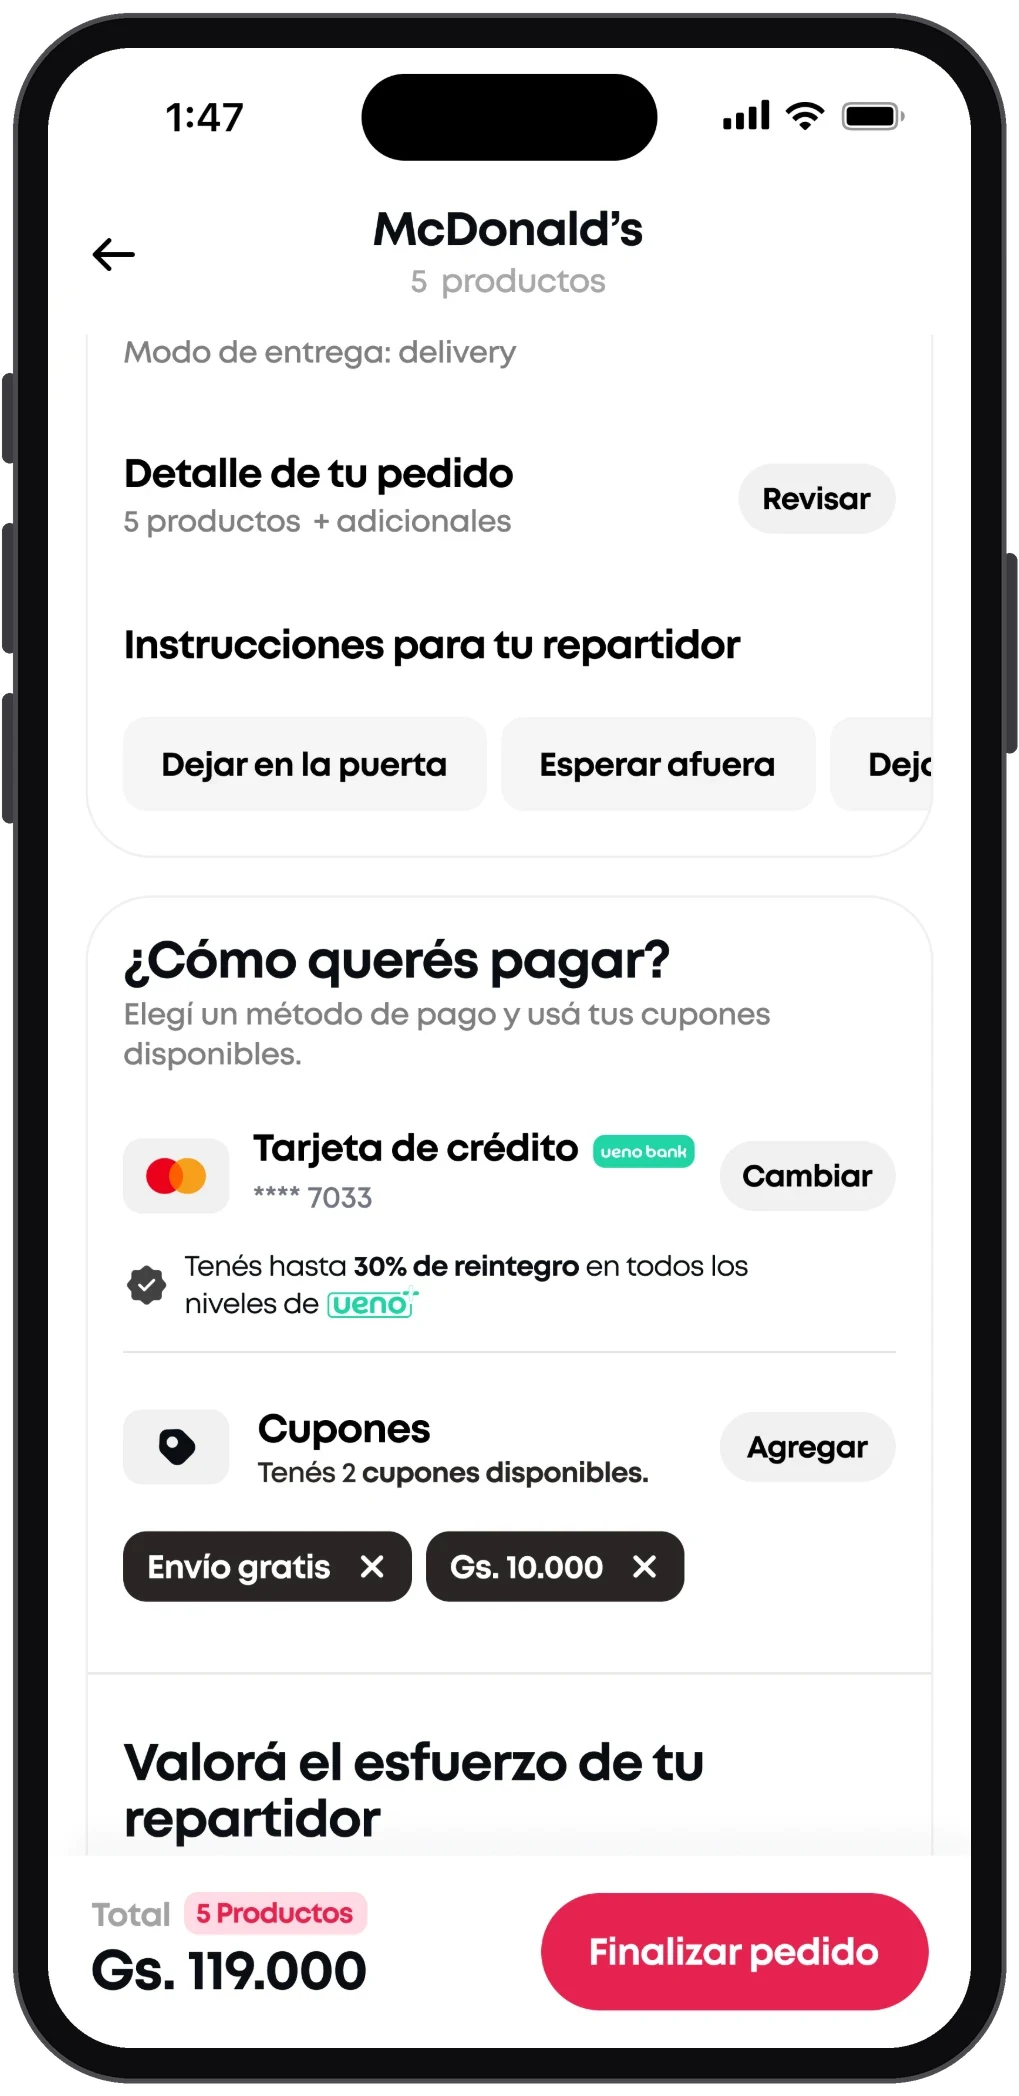 1:47
McDonald's
5 productos
Modo de entrega: delivery
Detalle de tu pedido
5 productos + adicionales
Revisar
Instrucciones para tu repartidor
Dejar en la puerta
Esperar afuera
¿Cómo querés pagar?
Elegí un método de pago y usá tus cupones
disponibles.
Tarjeta de crédito
ueno bank
**** 7033
Cambiar
Tenés hasta 30% de reintegro en todos los
niveles de ueno
Cupones
Tenés 2 cupones disponibles.
Agregar
Envío gratis
Gs. 10.000
Valorá el esfuerzo de tu
repartidor
Total
5 Productos
Gs. 119.000
Finalizar pedido